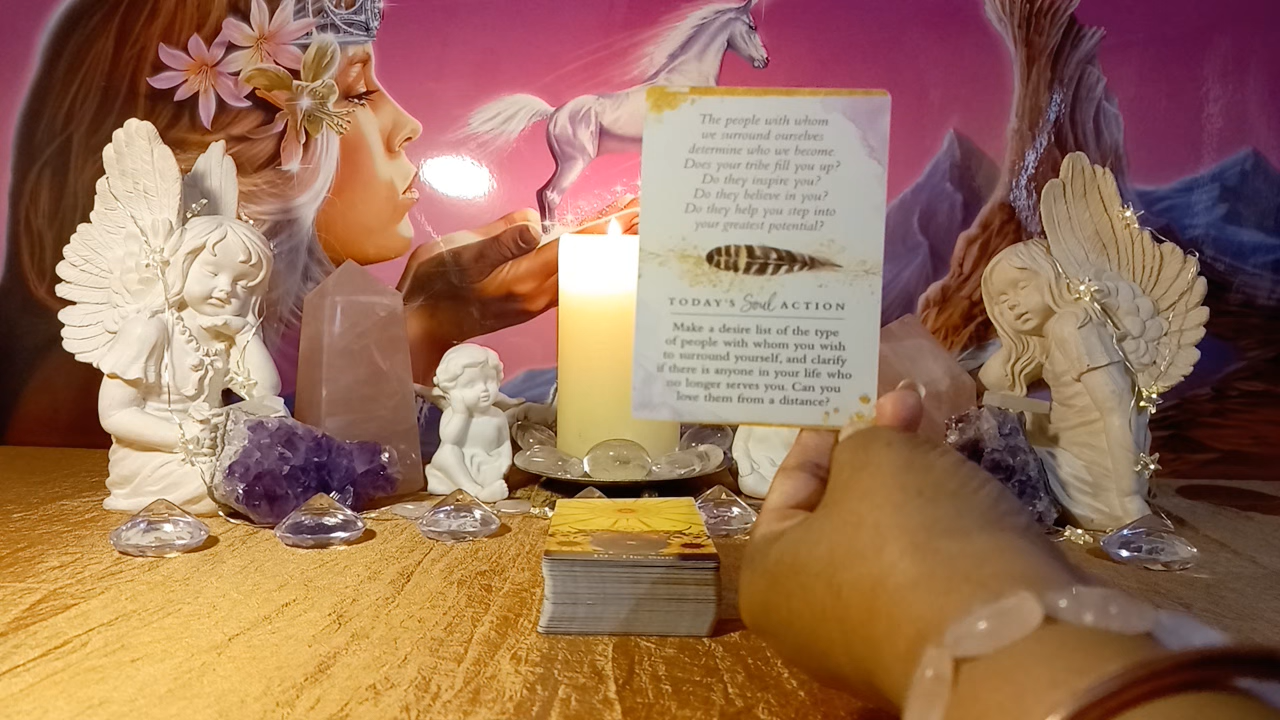 The people with whom
we surround ourselves
determine who we become.
Does your tribe fill you up?
Do they inspire you?
Do they believe in you?
Do they help you step into
your greatest potential?
TODAY'S Soul ACTION
Make a desire list of the type
of people with whom you wish
to surround yourself, and clarify
if there is anyone in your life who
no longer serves you. Can you
love them from a distance?